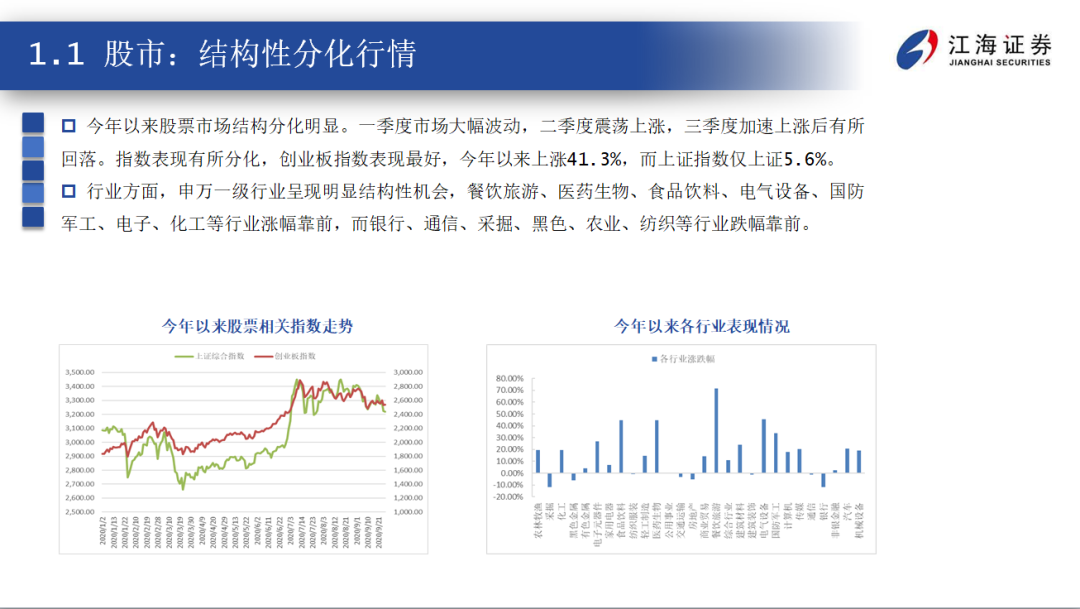 1.1 股市：结构性分化行情
江海证券
JIANGHAI SECURITIES
今年以来股票市场结构分化明显。一季度市场大幅波动，二季度震荡上涨，三季度加速上涨后有所
回落。指数表现有所分化，创业板指数表现最好，今年以来上涨41.3%，而上证指数仅上证5.6%。
行业方面，申万一级行业呈现明显结构性机会，餐饮旅游、医药生物、食品饮料、电气设备、国防
军工、电子、化工等行业涨幅靠前，而银行、通信、采掘、黑色、农业、纺织等行业跌幅靠前。
今年以来股票相关指数走势
上证综合指数 创业板指数
3,500.00
3,400.00
3,300.00
3,200.00
3,100.00
3,000.00
2,900.00
2,800.00
2,700.00
2,600.00
2,500.00
3,000.00
2,800.00
2,600.00
2,400.00
2,200.00
2,000.00
1,800.00
1,600.00
1,400.00
1,200.00
1,000.00
2020/1/2
2020/1/13
2020/1/22
2020/2/10
2020/2/19
2020/2/28
2020/3/10
2020/3/19
2020/3/30
2020/4/9
2020/4/20
2020/4/29
2020/5/13
2020/5/22
2020/6/2
2020/6/11
2020/6/22
2020/7/3
2020/7/14
2020/7/23
2020/8/3
2020/8/12
2020/8/21
2020/9/1
2020/9/10
2020/9/21
今年以来各行业表现情况
各行业涨跌幅
80.00%
70.00%
60.00%
50.00%
40.00%
30.00%
20.00%
10.00%
0.00%
-10.00%
-20.00%
农林牧渔
采掘
化工
黑色金属
有色金属
电子元器件
家用电器
食品饮料
纺织服装
轻工制造
医药生物
公用事业
交通运输
房地产
商业贸易
餐饮旅游
综合行业
建筑材料
建筑装饰
电气设备
国防军工
计算机
传媒
通信
银行
非银金融
汽车
机械设备